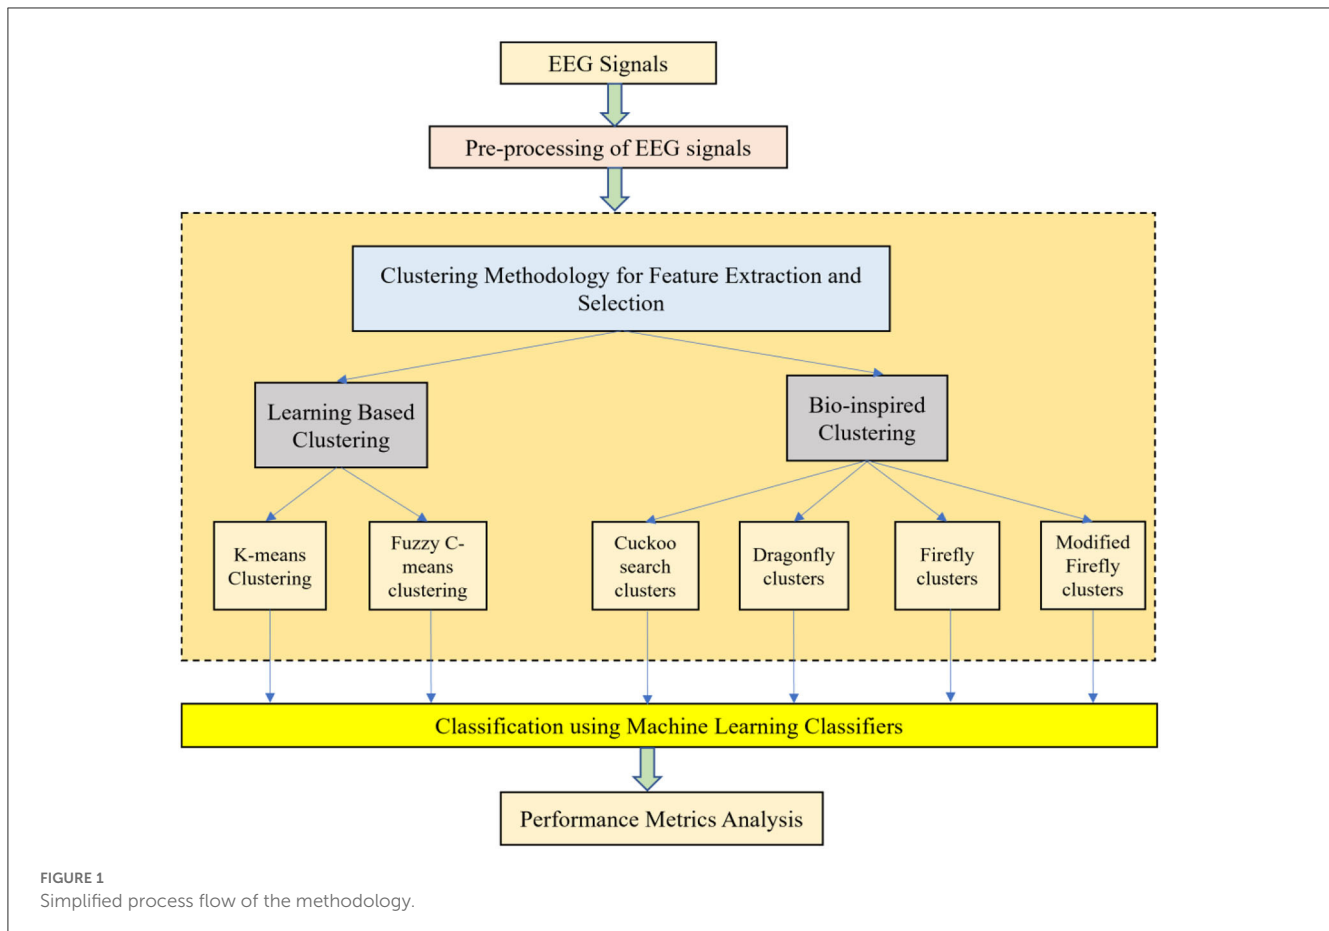 EEG Signals
Pre-processing of EEG signals
Clustering Methodology for Feature Extraction and
Selection
Learning Based
Clustering
Bio-inspired
Clustering
K-means
Clustering
Fuzzy C-
means
clustering
Cuckoo
search
clusters
Dragonfly
clusters
Firefly
clusters
Modified
Firefly
clusters
Classification using Machine Learning Classifiers
Performance Metrics Analysis
FIGURE 1
Simplified process flow of the methodology.